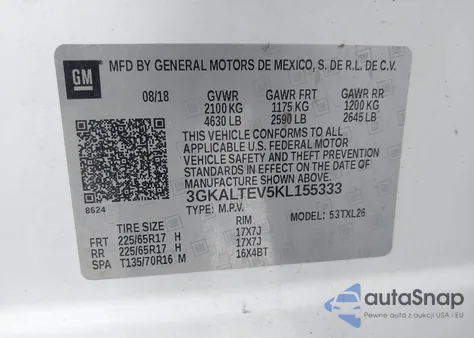 GM
MFD BY GENERAL MOTORS DE MEXICO, S. DE R.L. DE C.V.
08/18 GVWR GAWR FRT GAWR RR
2100 KG 1175 KG 1200 KG
4630 LB 2590 LB 2645 LB
THIS VEHICLE CONFORMS TO ALL
APPLICABLE U.S. FEDERAL MOTOR
VEHICLE SAFETY AND THEFT PREVENTION
STANDARDS IN EFFECT ON THE DATE OF
MANUFACTURE SHOWN ABOVE.
8624
3GKALTEV5KL155333
TYPE: M.P.V. 53TXL26
TIRE SIZE RIM
FRT 225/65R17 H 17X7J
RR 225/65R17 H 17X7J
SPA T135/70R16 M 16X4BT
autoSnap
Pewne auta z aukcji USA i EU